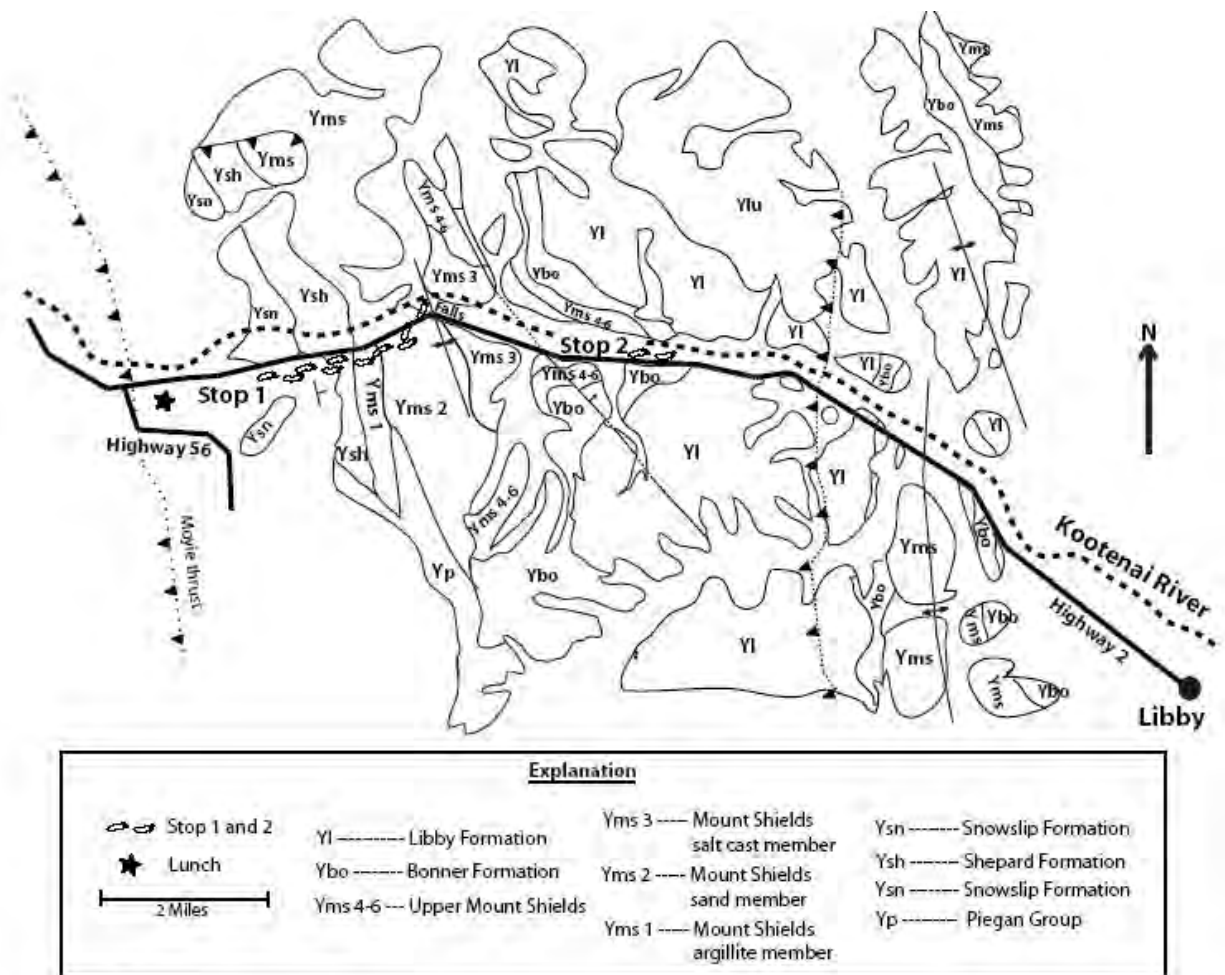 Yms
Yl
Yms
Ybo
Yms
Yms
Ysh
Ysn
Yms 4-6
Ylu
Yl
Ybo
Yl
Yl
Yms 3
Ysh
Ysn
Yms 4-6
Yl
Falls
Yl
N
Stop 2
Yms 3
Yl
Ybo
Stop 1
Yms 4-6
Ybo
Yms 1
Yms 2
Ybo
Yl
Ysn
Highway 56
Ysh
Yl
Yl
Yms 4-6
Ybo
Yms
Moyie thrust
Yp
Ybo
Kootenai River
Ybo
Highway 2
Yms
Ybo
Yl
Yms
Yms
Ybo
Libby
Explanation
Stop 1 and 2
Lunch
2 Miles
Yl -------- Libby Formation
Ybo -------- Bonner Formation
Yms 4-6 --- Upper Mount Shields
Yms 3 ----- Mount Shields
salt cast member
Yms 2 ----- Mount Shields
sand member
Yms 1 ----- Mount Shields
argillite member
Ysn -------- Snowslip Formation
Ysh -------- Shepard Formation
Ysn -------- Snowslip Formation
Yp -------- Piegan Group